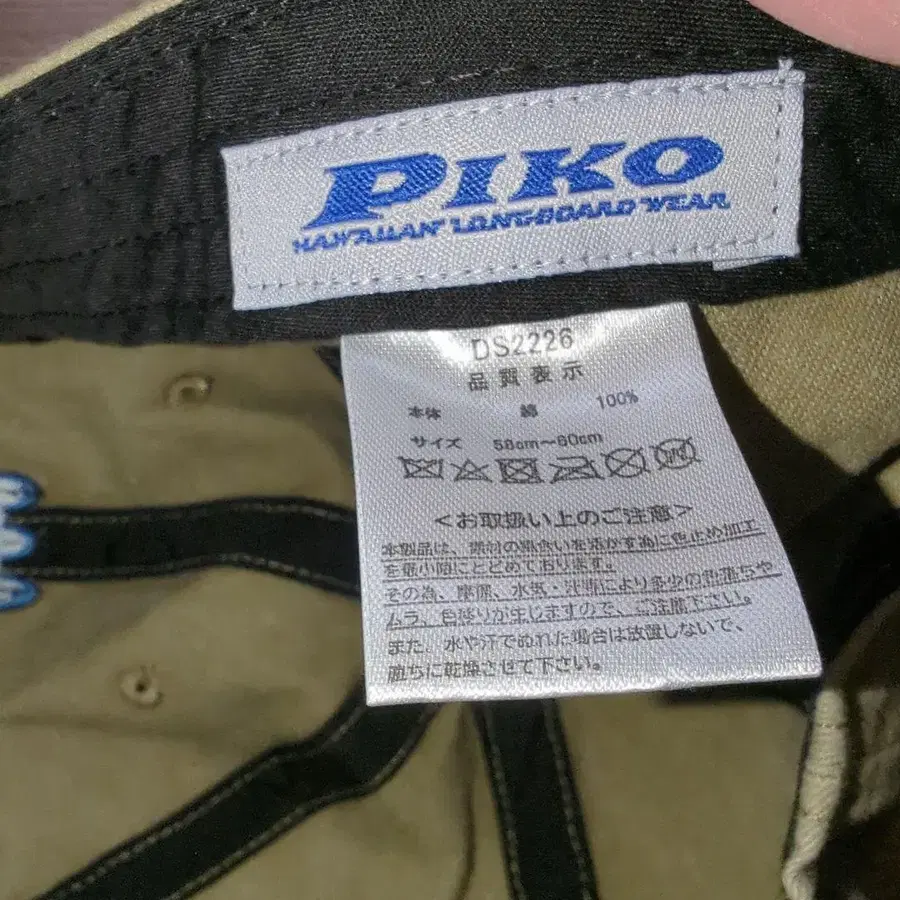 PIKO
HAWAIIAN LONGBOARD WEAR
DS2226
品質表示
本体 綿 100%
サイズ 58cm～60cm
W
<お取扱い上のご注意>
本製品は、素材の風合いを活かす為に色止め加工
を最小限にとどめております。
その為、摩擦、水気・汗等により多少の色落ちや
ムラ、色移りが生じますので、ご注意下さい。
また、水や汗でぬれた場合は放置しないで、
直ちに乾燥させて下さい。